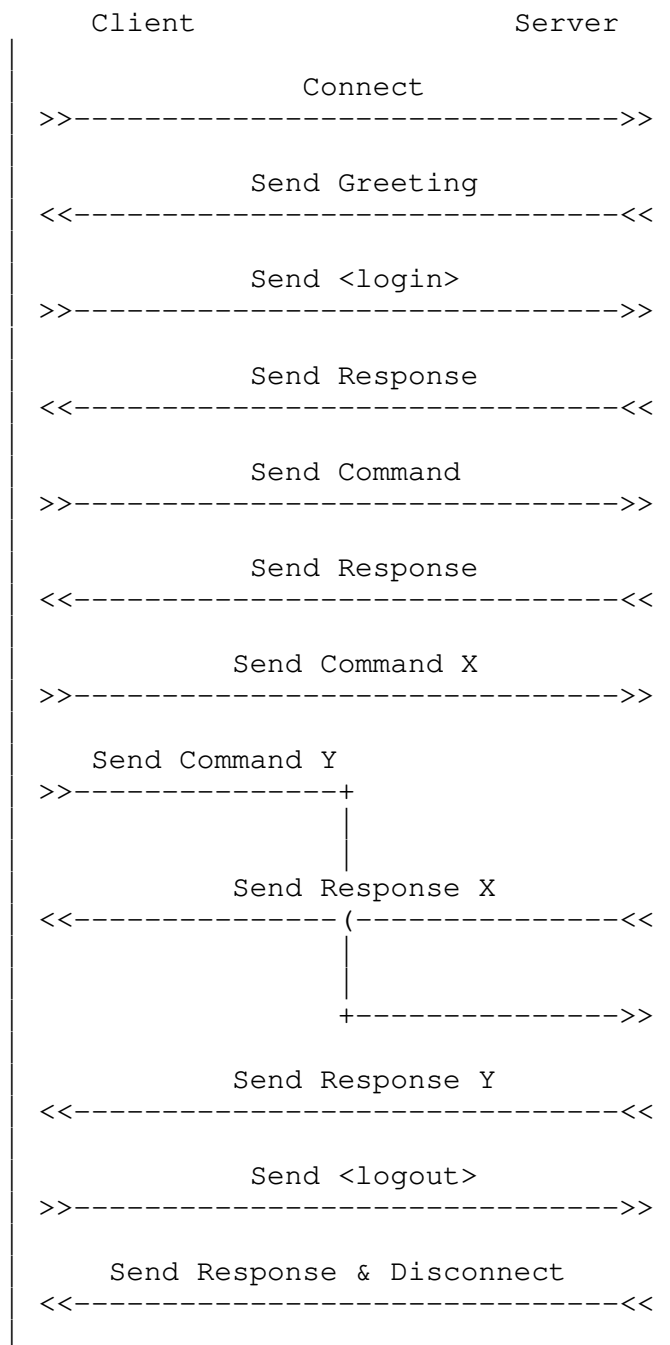 Client Server
Connect
>>------------------------------->>
Send Greeting
<<-------------------------------<<
Send <login>
>>------------------------------->>
Send Response
<<-------------------------------<<
Send Command
>>------------------------------->>
Send Response
<<-------------------------------<<
Send Command X
>>------------------------------->>
Send Command Y
>>---------------+
|
|
Send Response X
<<---------------(---------------<<
|
|
+--------------->>
Send Response Y
<<-------------------------------<<
Send <logout>
>>------------------------------->>
Send Response & Disconnect
<<-------------------------------<<